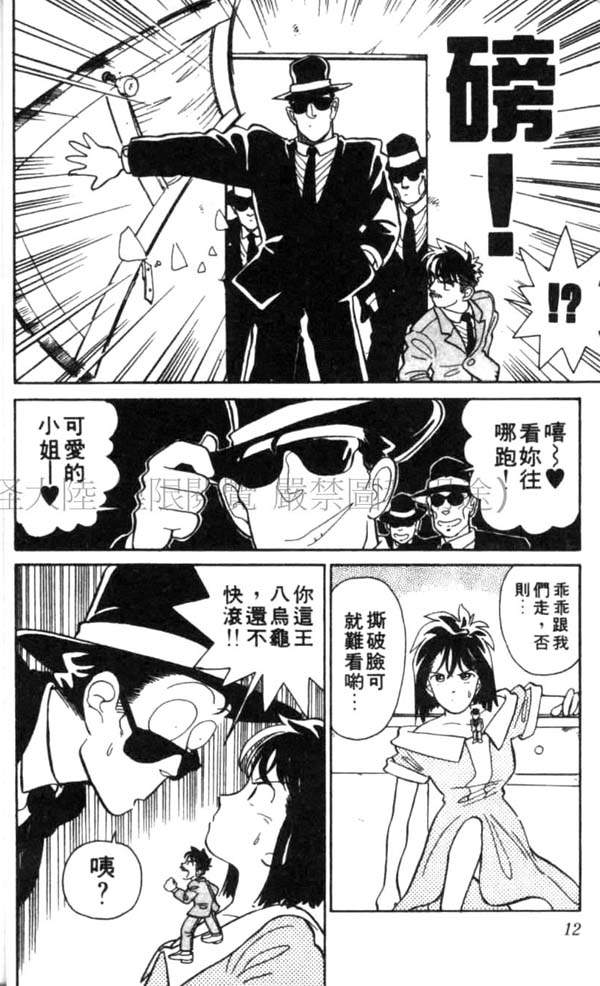 磅!
!?
嘻~♥
看妳往
哪跑!
可愛的
小姐—♥
乖乖跟我
們走,否
則…
撕破臉可
就難看喲…
你這王
八烏龜
,還不
快滾!!
咦?
12